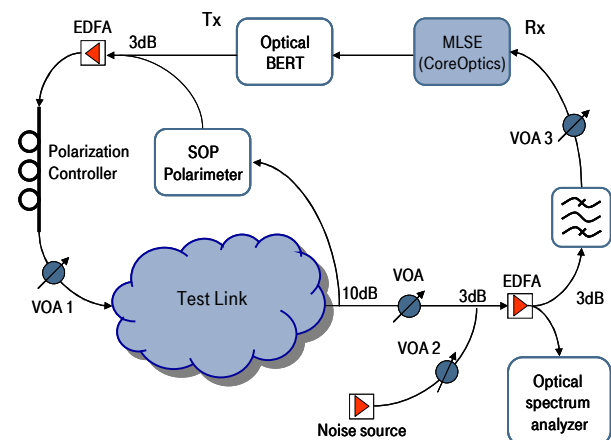 EDFA
3dB
Tx
Optical
BERT
MLSE
(CoreOptics)
Rx
Polarization
Controller
SOP
Polarimeter
VOA 3
VOA 1
Test Link
10dB
VOA
3dB
EDFA
3dB
VOA 2
Noise source
Optical
spectrum
analyzer